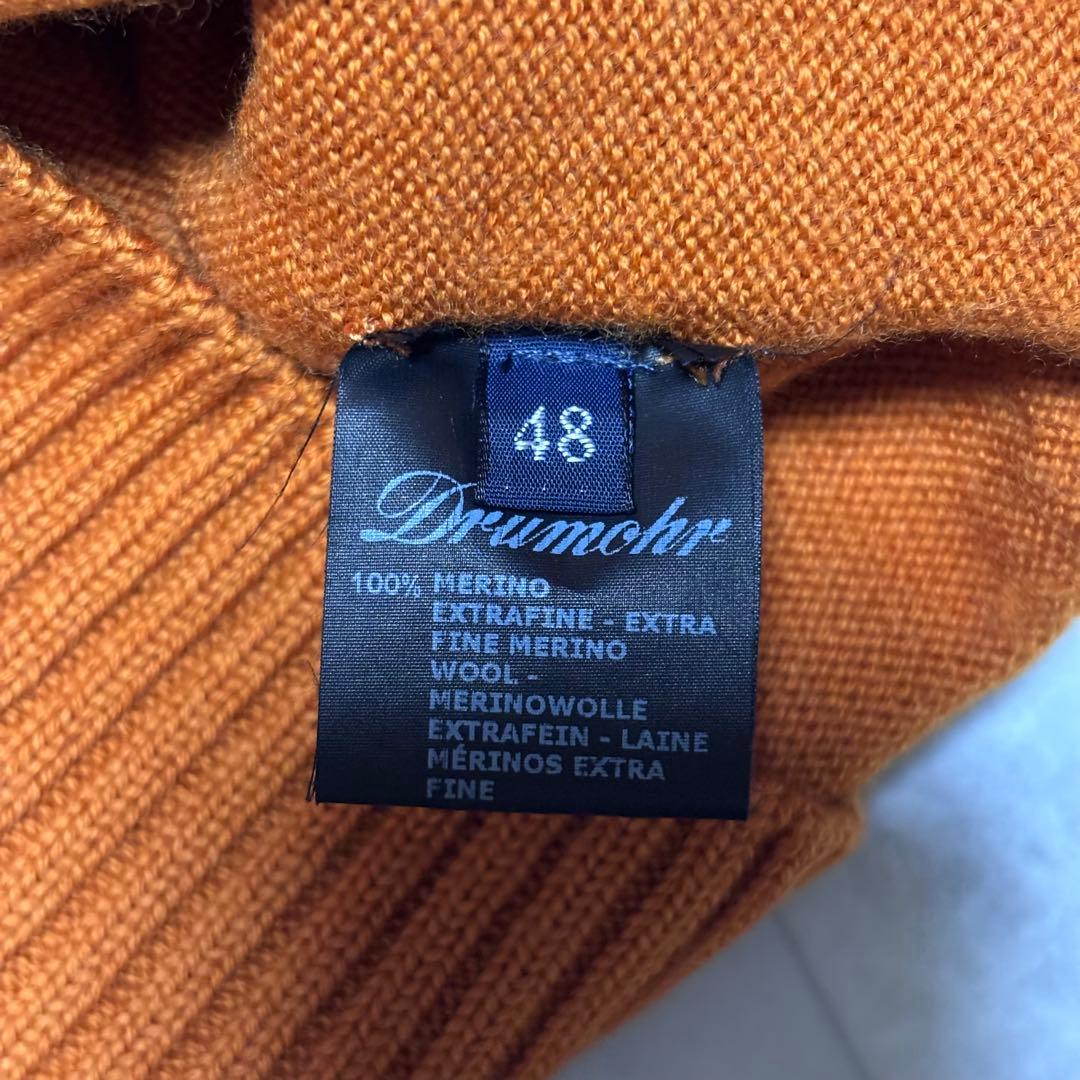 48
Drumohr
100% MERINO
EXTRAFINE - EXTRA
FINE MERINO
WOOL -
MERINOWOLLE
EXTRAFEIN - LAINE
MÉRINOS EXTRA
FINE